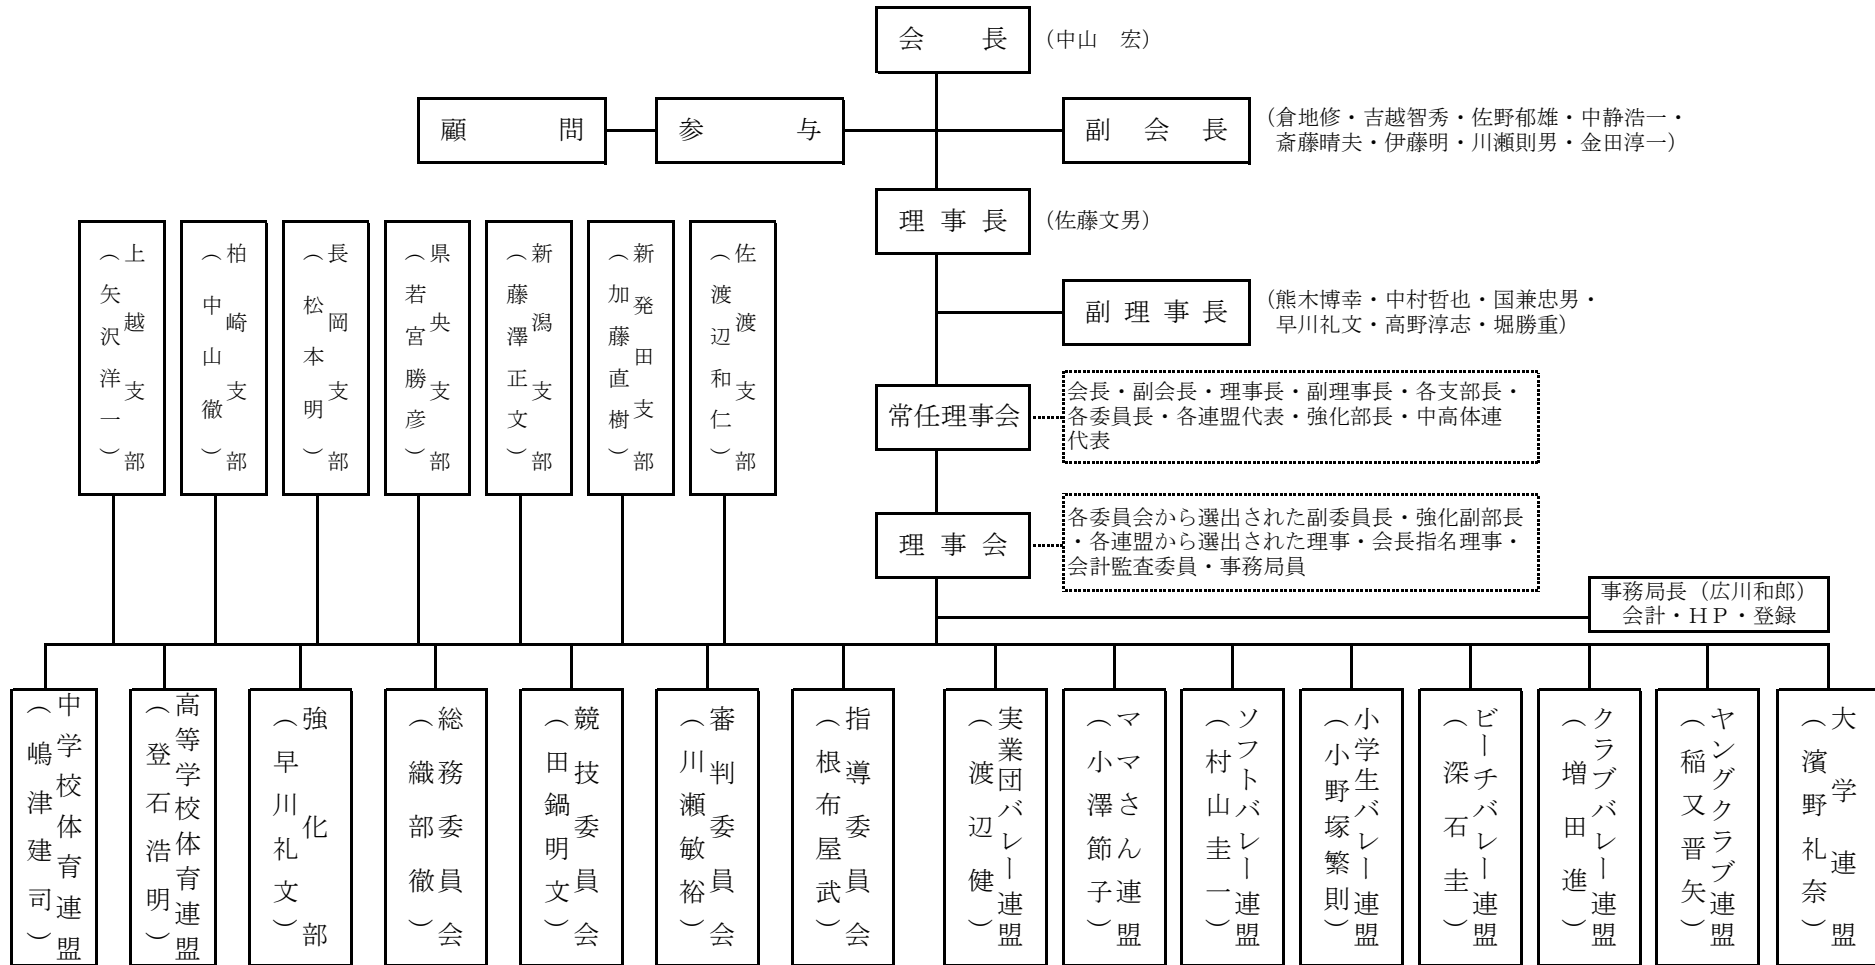 会長
（中山　宏）
顧問
参与
副会長
（倉地修・吉越智秀・佐野郁雄・中静浩一・
斎藤晴夫・伊藤明・川瀬則男・金田淳一）
理事長
（佐藤文男）
副理事長
（熊木博幸・中村哲也・国兼忠男・
早川礼文・高野淳志・堀勝重）
常任理事会
会長・副会長・理事長・副理事長・各支部長・
各委員長・各連盟代表・強化部長・中高体連
代表
理事会
各委員会から選出された副委員長・強化副部長
・各連盟から選出された理事・会長指名理事・
会計監査委員・事務局員
事務局長（広川和郎）
会計・ＨＰ・登録
上越支部
（矢沢洋一）
柏崎支部
（中山徹）
長岡支部
（松本明）
県央支部
（若宮勝彦）
新潟支部
（藤澤正文）
新発田支部
（加藤直樹）
佐渡支部
（渡辺和仁）
中学校体育連盟
（嶋津建司）
高等学校体育連盟
（登石浩明）
強化部
（早川礼文）
総務委員会
（織部徹）
競技委員会
（田鍋明文）
審判委員会
（川瀬敏裕）
指導委員会
（根布屋武）
実業団バレー連盟
（渡辺健）
ママさん連盟
（小澤節子）
ソフトバレー連盟
（村山圭一）
小学生バレー連盟
（小野塚繁則）
ビーチバレー連盟
（深石圭）
クラブバレー連盟
（増田進）
ヤングクラブ連盟
（稲又晋矢）
大学連盟
（濱野礼奈）